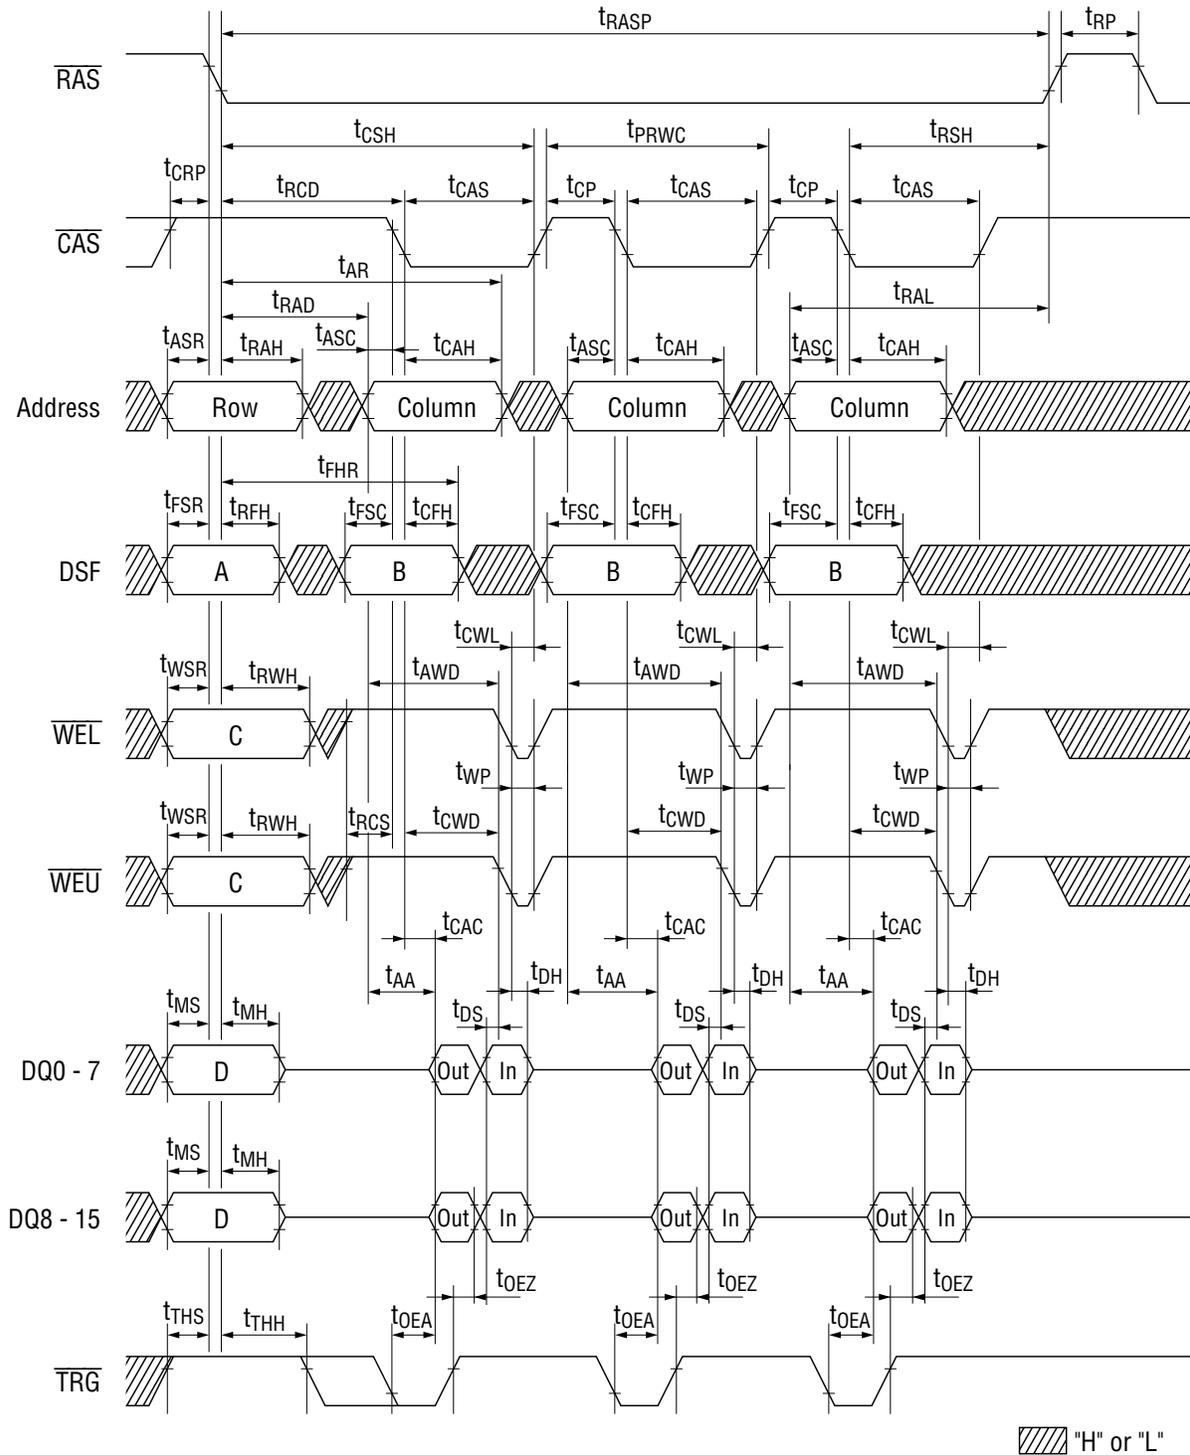 tRASP tRP
RAS
tCSH tPRWC tRSH
tCRP tRCD tCAS tCP tCAS tCP tCAS
CAS
tAR
tRAD tRAL
tASR tRAH tASC tCAH tASC tCAH tASC tCAH
Address Row Column Column Column
tFHR
tFSR tRFH tFSC tCFH tFSC tCFH tFSC tCFH
DSF A B B B
tCWL tCWL tCWL
tWSR tRWH tAWD tAWD tAWD
WEL C
tWP tWP tWP
tWSR tRWH tRCS tCWD tCWD tCWD
WEU C
tCAC tCAC tCAC
tAA tDH tAA tDH tAA tDH
tMS tMH tDS tDS tDS
DQ0 - 7 D Out In Out In Out In
tMS tMH
DQ8 - 15 D Out In Out In Out In
tOEZ tOEZ tOEZ
tTHS tTHH tOEA tOEA tOEA
TRG
"H" or "L"